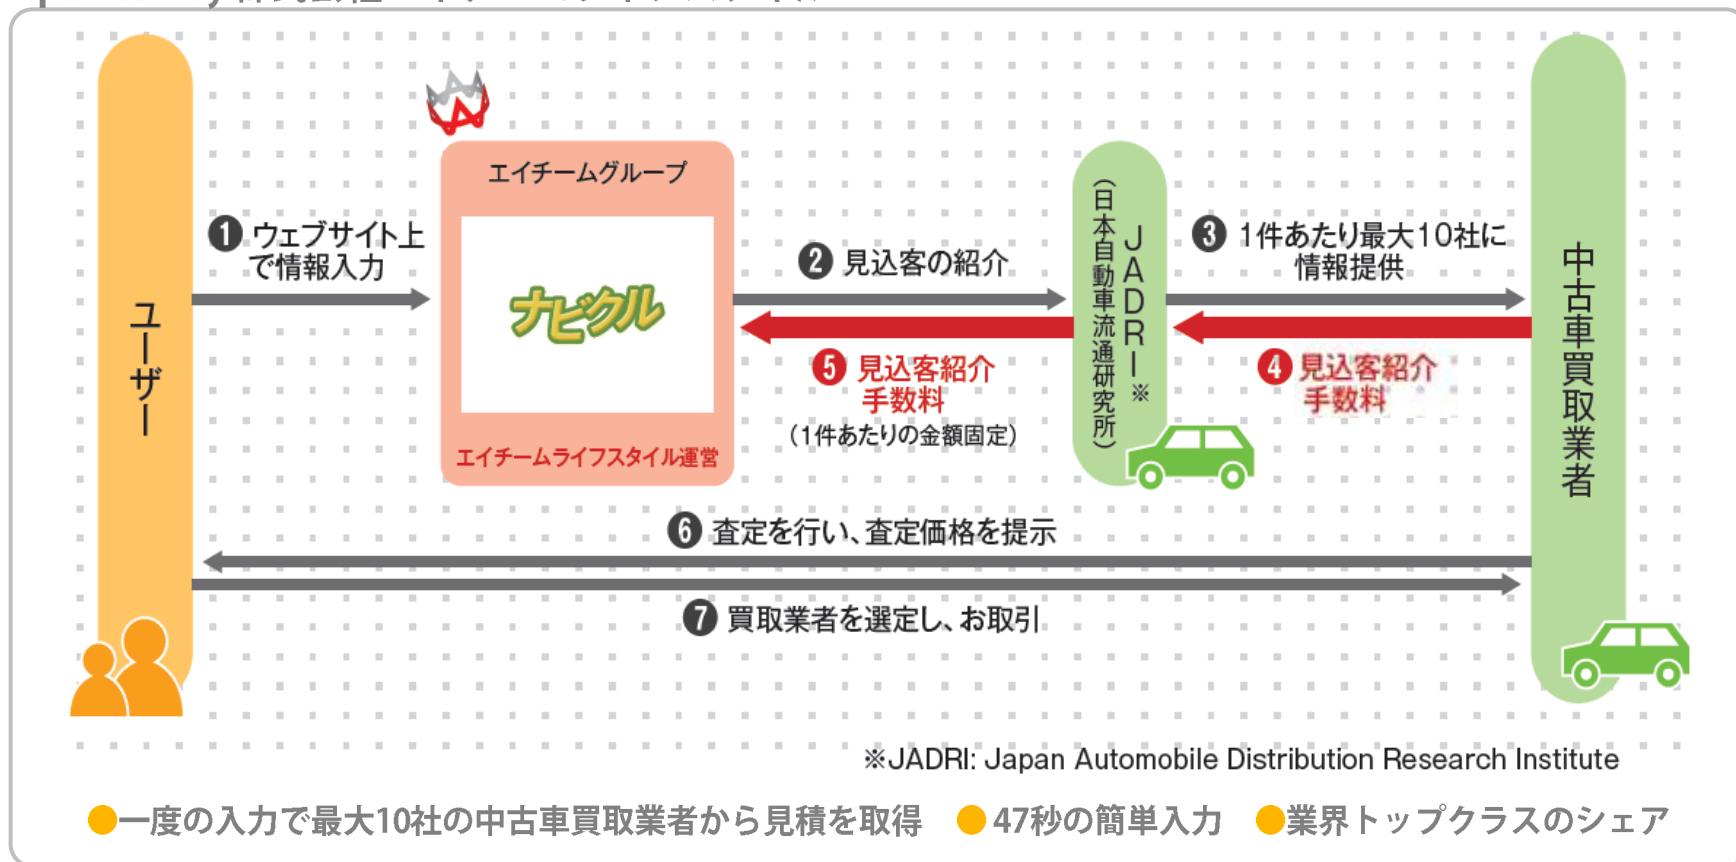 ユーザー
❶ウェブサイト上
で情報入力
エイチームグループ
ナビクル
エイチームライフスタイル運営
❷見込客の紹介
❺見込客紹介
手数料
(1件あたりの金額固定)
JADRI※
(日本自動車流通研究所)
❸1件あたり最大10社に
情報提供
❹見込客紹介
手数料
中古車買取業者
❻査定を行い、査定価格を提示
❼買取業者を選定し、お取引
※JADRI: Japan Automobile Distribution Research Institute
●一度の入力で最大10社の中古車買取業者から見積を取得 ●47秒の簡単入力 ●業界トップクラスのシェア